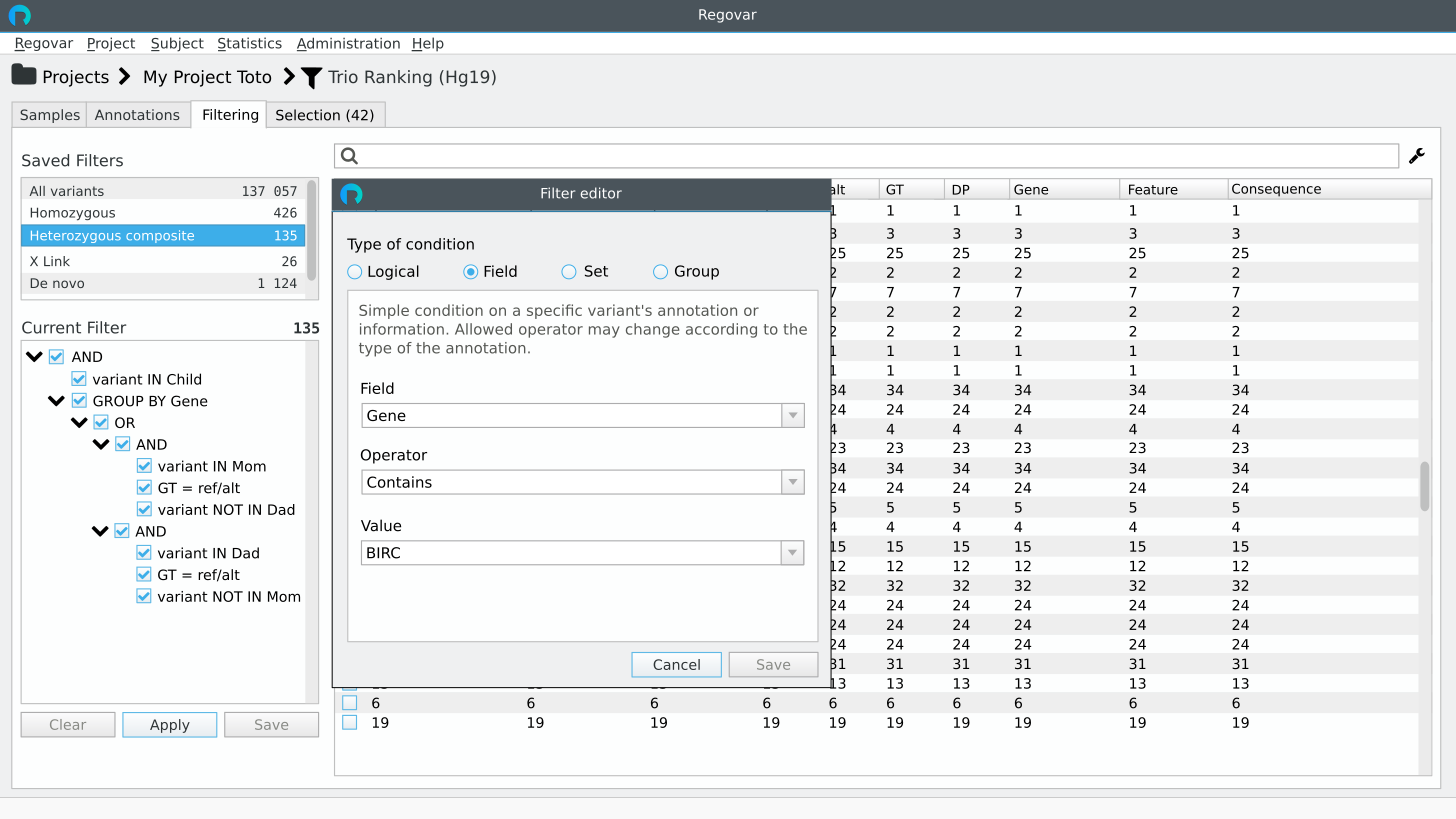 Regovar
Regovar Project Subject Statistics Administration Help
Projects My Project Toto Trio Ranking (Hg19)
Samples Annotations Filtering Selection (42)
Saved Filters
All variants 137 057
Homozygous 426
Heterozygous composite 135
X Link 26
De novo 1 124
Current Filter 135
AND
variant IN Child
GROUP BY Gene
OR
AND
variant IN Mom
GT = ref/alt
variant NOT IN Dad
AND
variant IN Dad
GT = ref/alt
variant NOT IN Mom
Clear Apply Save
Filter editor
Type of condition
Logical Field Set Group
Simple condition on a specific variant's annotation or
information. Allowed operator may change according to the
type of the annotation.
Field
Gene
Operator
Contains
Value
BIRC
Cancel Save
alt GT DP Gene Feature Consequence
1 1 1 1 1 1
3 3 3 3 3 3
25 25 25 25 25 25
2 2 2 2 2 2
7 7 7 7 7 7
2 2 2 2 2 2
2 2 2 2 2 2
1 1 1 1 1 1
1 1 1 1 1 1
34 34 34 34 34 34
24 24 24 24 24 24
4 4 4 4 4 4
23 23 23 23 23 23
34 34 34 34 34 34
24 24 24 24 24 24
5 5 5 5 5 5
4 4 4 4 4 4
15 15 15 15 15 15
12 12 12 12 12 12
32 32 32 32 32 32
24 24 24 24 24 24
24 24 24 24 24 24
24 24 24 24 24 24
31 31 31 31 31 31
13 13 13 13 13 13
6 6 6 6 6 6 6 6 6 6
19 19 19 19 19 19 19 19 19 19